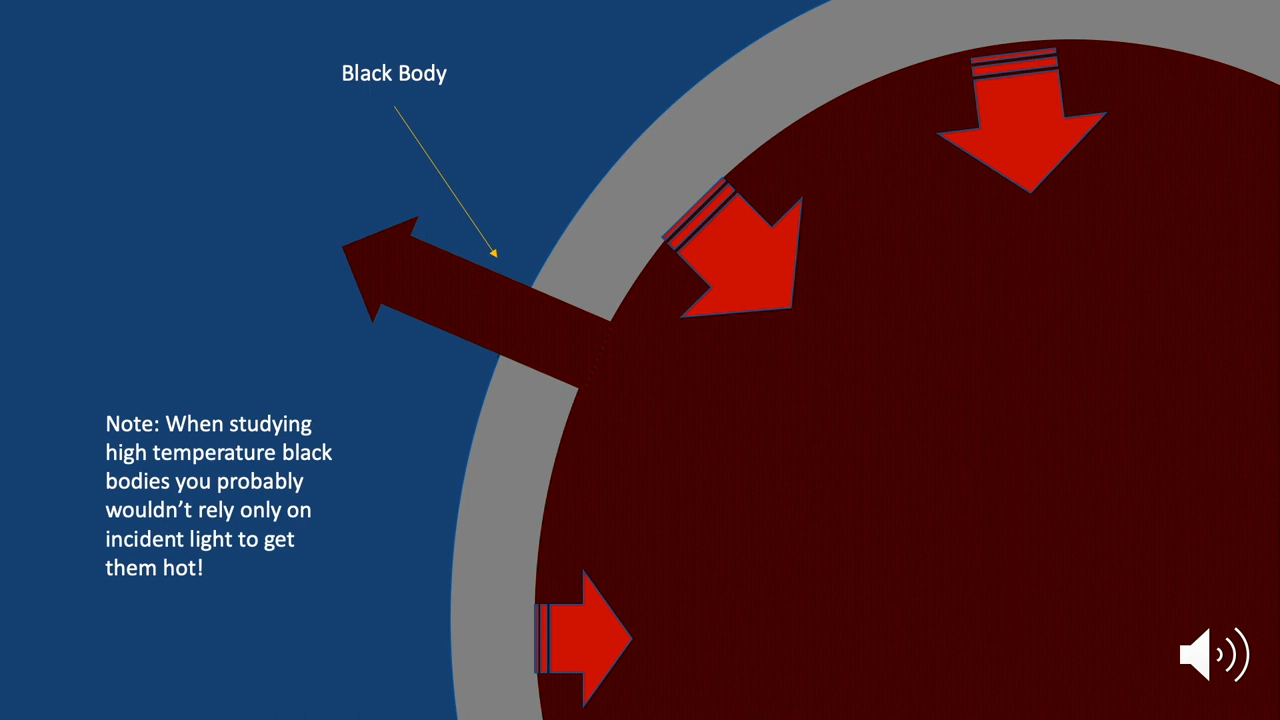 Black Body
Note: When studying
high temperature black
bodies you probably
wouldn’t rely only on
incident light to get
them hot!